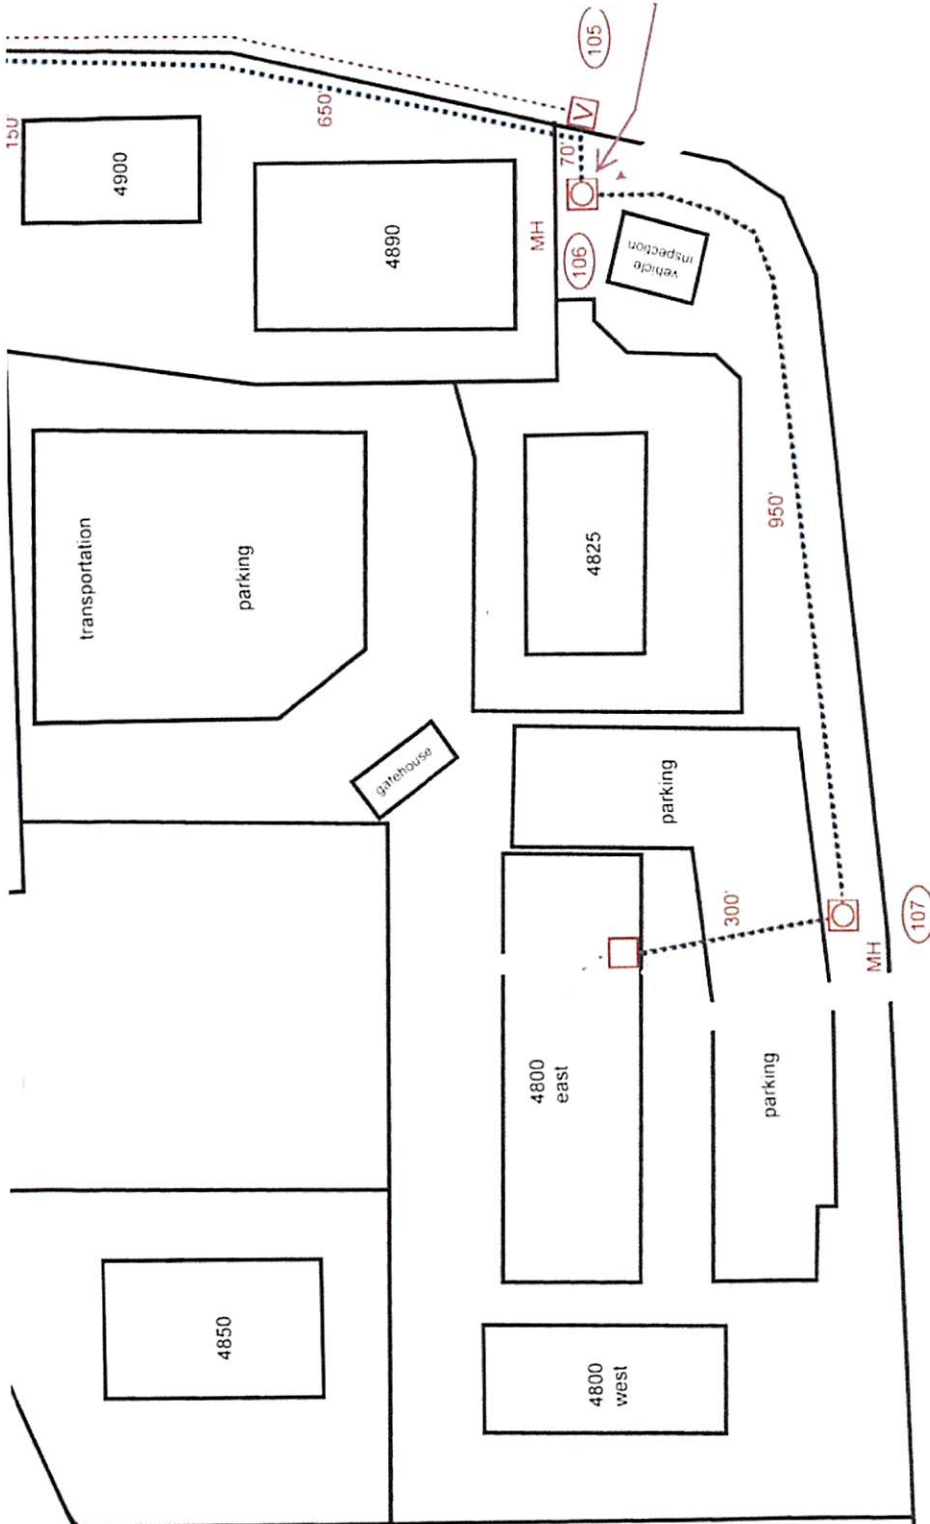 150'
4900
650'
105
V
70'
4890
MH
106
vehicle
inspection
transportation
parking
4825
950'
gatehouse
parking
300'
107
MH
4800
east
parking
4850
4800
west